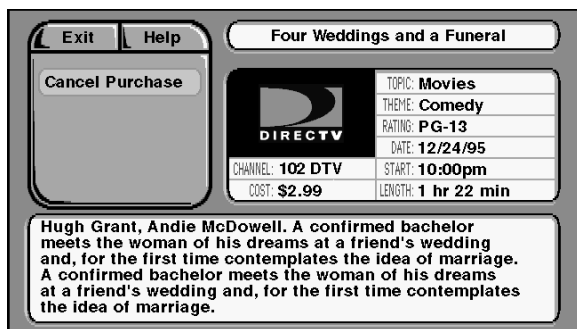 Exit Help
Four Weddings and a Funeral
Cancel Purchase
DIRECTV
CHANNEL: 102 DTV
COST: $2.99
TOPIC: Movies
THEME: Comedy
RATING: PG-13
DATE: 12/24/95
START: 10:00pm
LENGTH: 1 hr 22 min
Hugh Grant, Andie McDowell. A confirmed bachelor
meets the woman of his dreams at a friend's wedding
and, for the first time contemplates the idea of marriage.
A confirmed bachelor meets the woman of his dreams
at a friend's wedding and, for the first time contemplates
the idea of marriage.